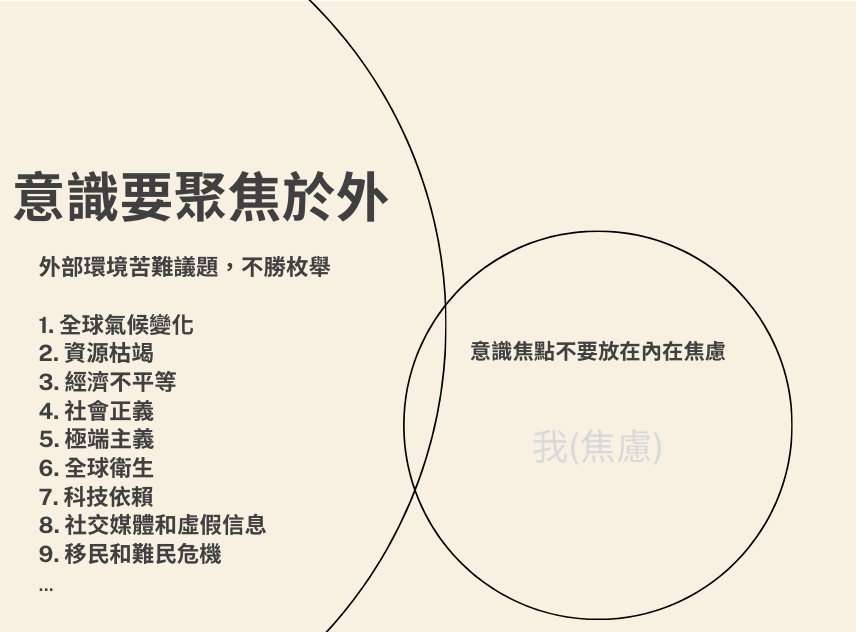 意識要聚焦於外
外部環境苦難議題，不勝枚舉
1. 全球氣候變化
2. 資源枯竭
3. 經濟不平等
4. 社會正義
5. 極端主義
6. 全球衛生
7. 科技依賴
8. 社交媒體和虛假信息
9. 移民和難民危機
...
意識焦點不要放在內在焦慮
我(焦慮)